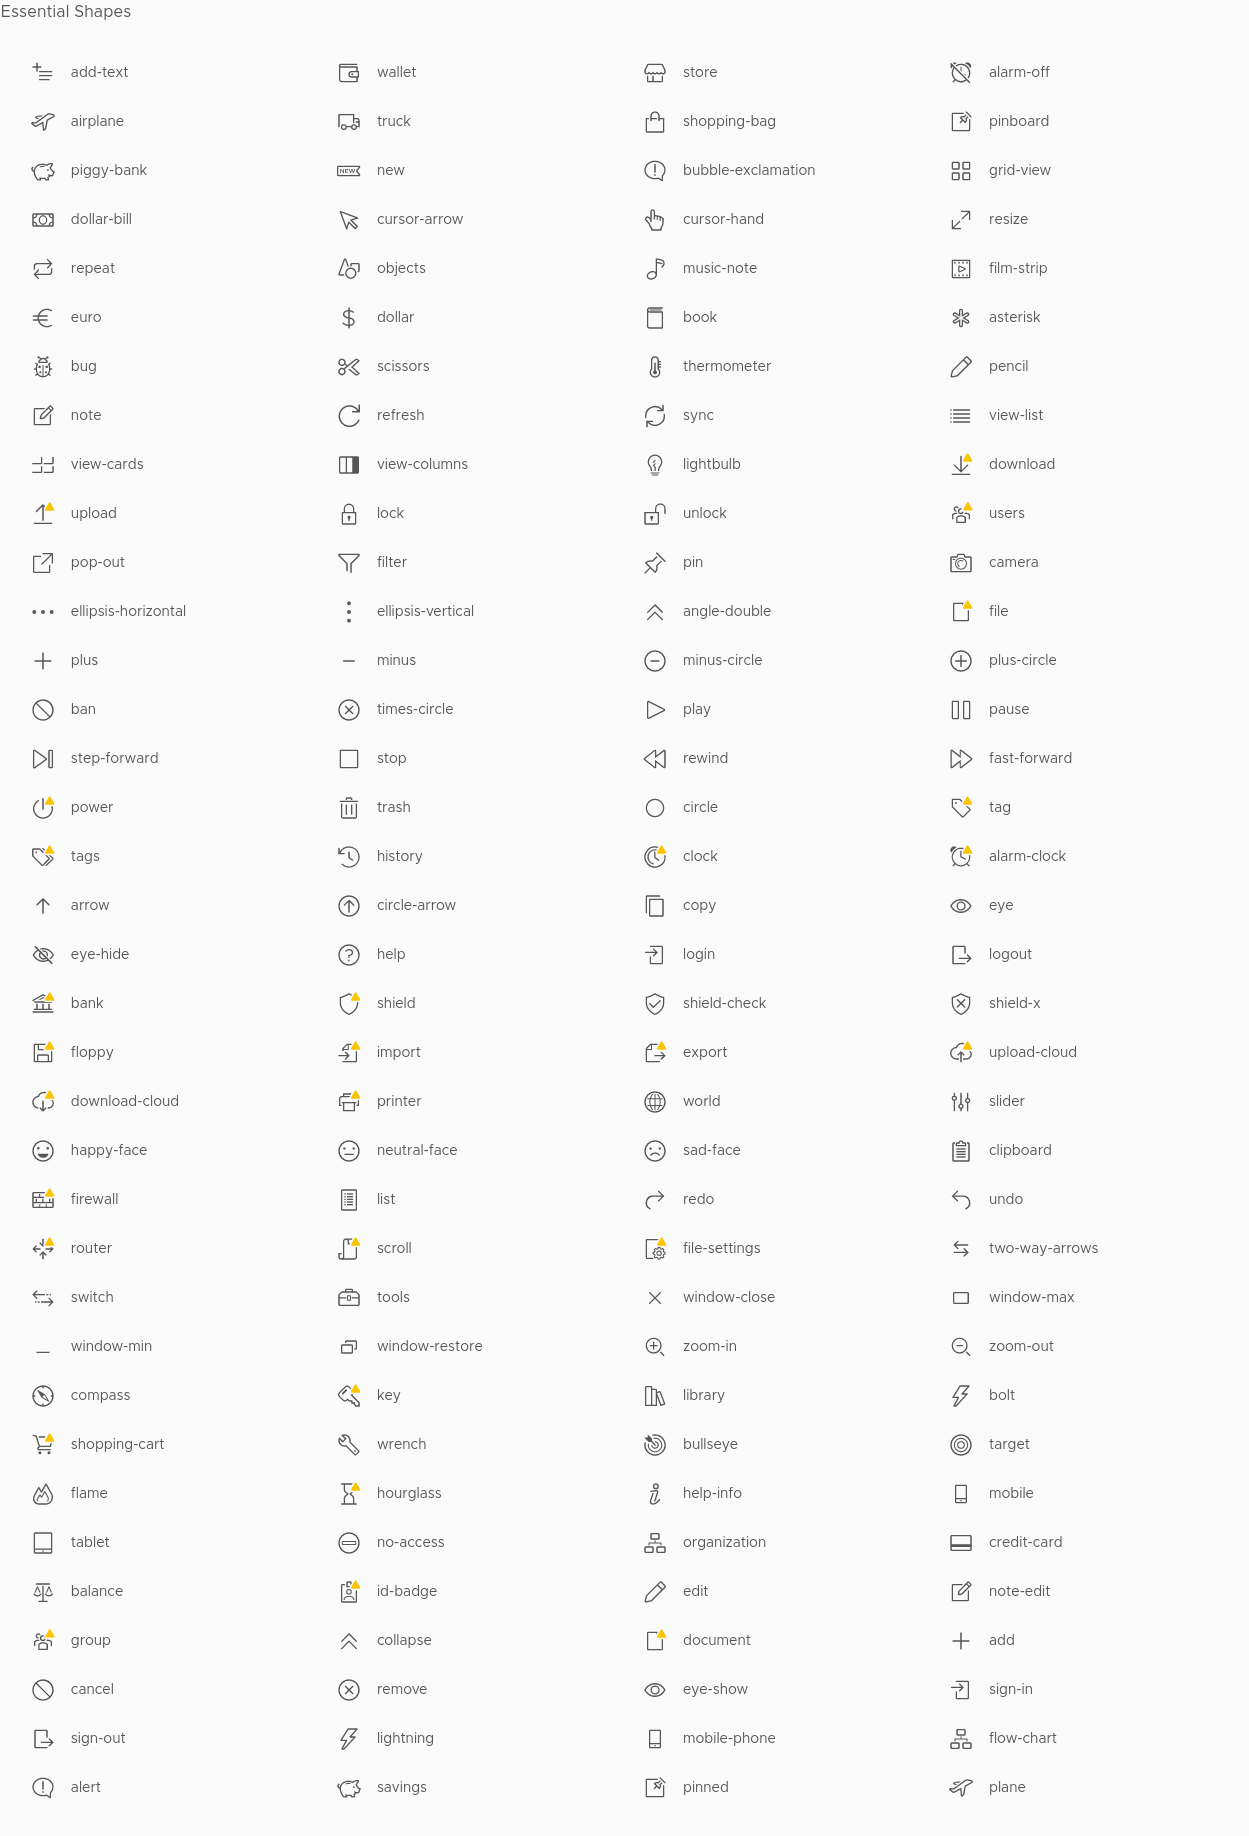 Essential Shapes
add-text wallet store alarm-off
airplane truck shopping-bag pinboard
piggy-bank NEW new bubble-exclamation grid-view
dollar-bill cursor-arrow cursor-hand resize
repeat objects music-note film-strip
euro dollar book asterisk
bug scissors thermometer pencil
note refresh sync view-list
view-cards view-columns lightbulb download
upload lock unlock users
pop-out filter pin camera
ellipsis-horizontal ellipsis-vertical angle-double file
plus minus minus-circle plus-circle
ban times-circle play pause
step-forward stop rewind fast-forward
power trash circle tag
tags history clock alarm-clock
arrow circle-arrow copy eye
eye-hide help login logout
bank shield shield-check shield-x
floppy import export upload-cloud
download-cloud printer world slider
happy-face neutral-face sad-face clipboard
firewall list redo undo
router scroll file-settings two-way-arrows
switch tools window-close window-max
window-min window-restore zoom-in zoom-out
compass key library bolt
shopping-cart wrench bullseye target
flame hourglass help-info mobile
tablet no-access organization credit-card
balance id-badge edit note-edit
group collapse document add
cancel remove eye-show sign-in
sign-out lightning mobile-phone flow-chart
alert savings pinned plane